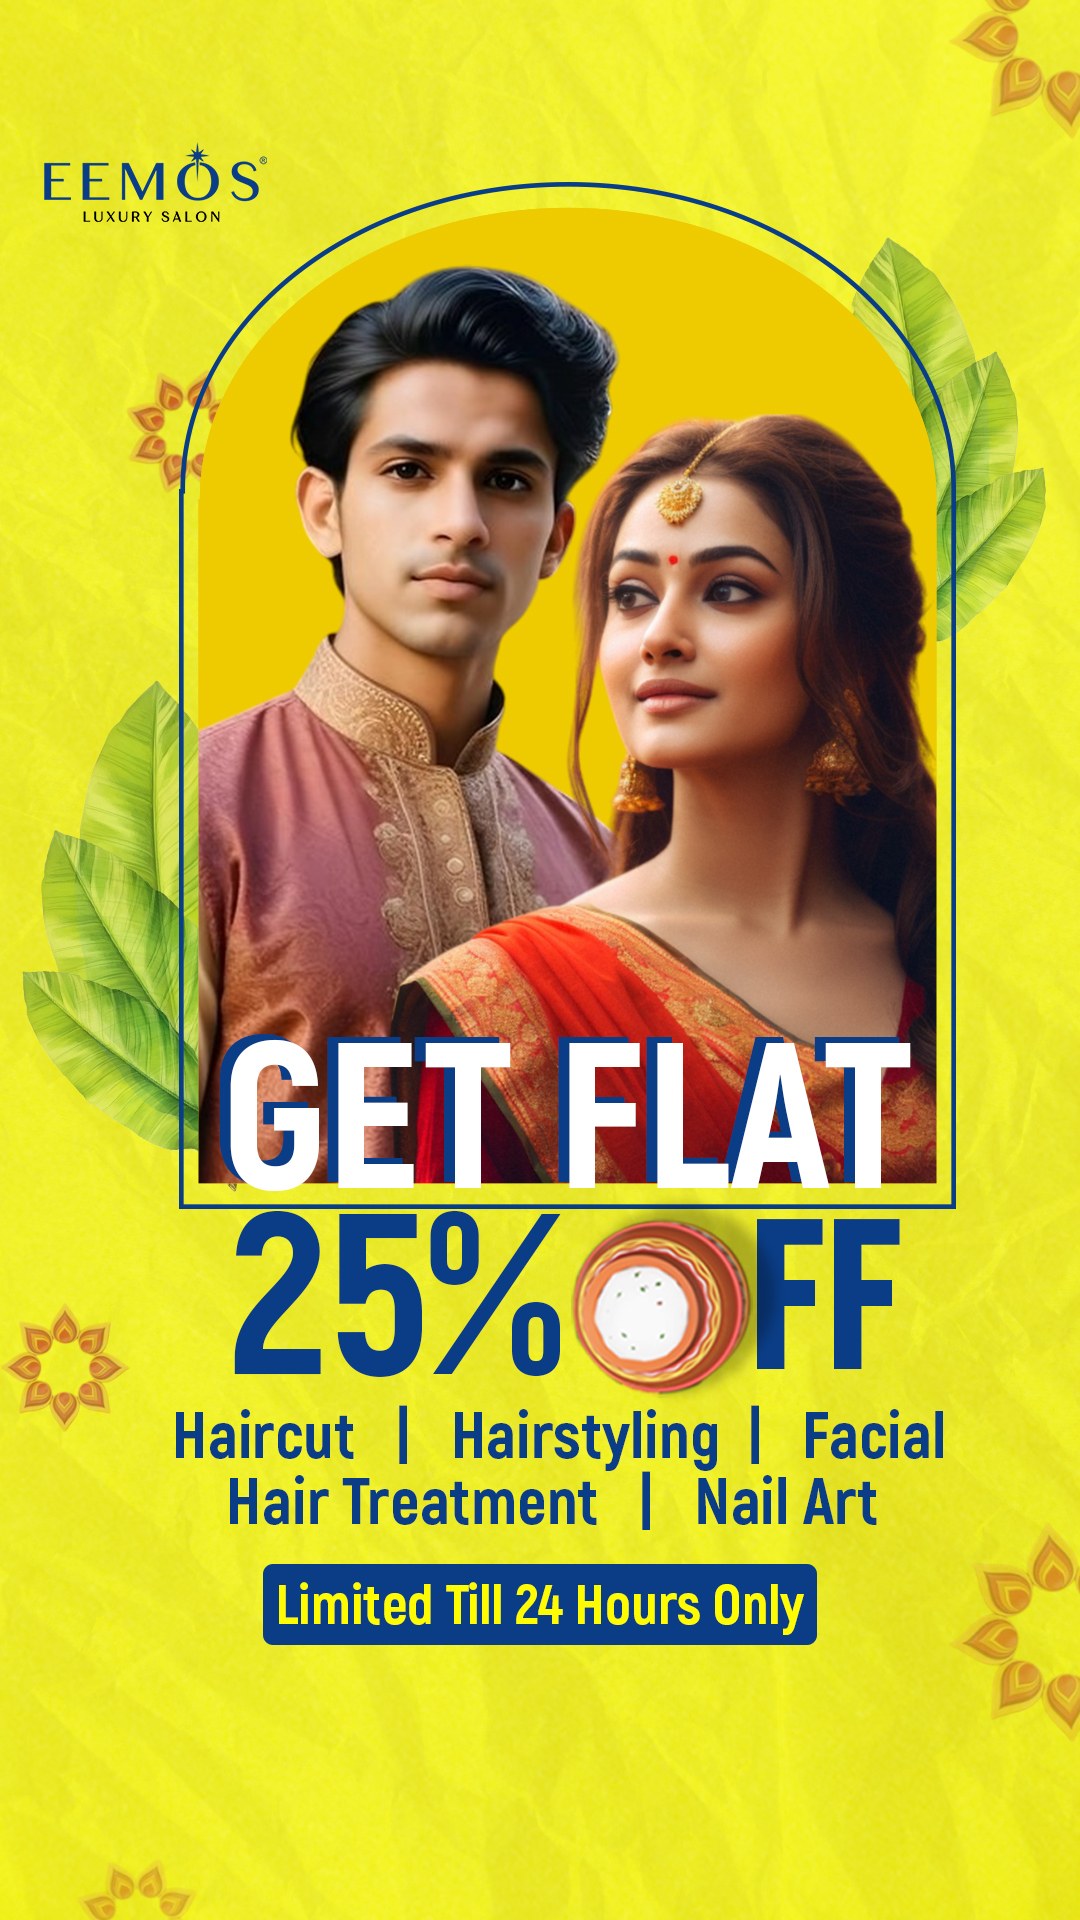 EEMOS®
LUXURY SALON
GET FLAT
25% OFF
Haircut | Hairstyling | Facial
Hair Treatment | Nail Art
Limited Till 24 Hours Only